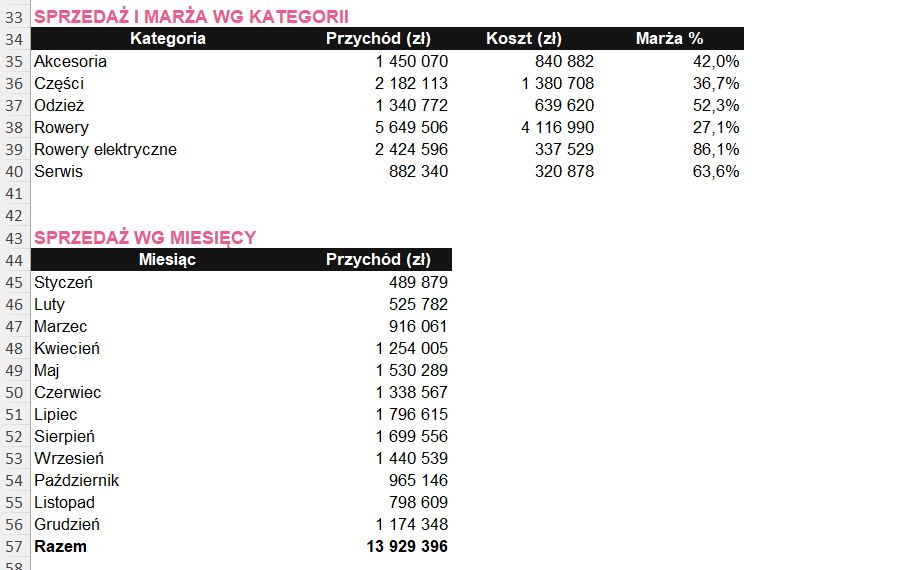 33 SPRZEDAŻ I MARŻA WG KATEGORII
34 Kategoria Przychód (zł) Koszt (zł) Marża %
35 Akcesoria 1 450 070 840 882 42,0%
36 Części 2 182 113 1 380 708 36,7%
37 Odzież 1 340 772 639 620 52,3%
38 Rowery 5 649 506 4 116 990 27,1%
39 Rowery elektryczne 2 424 596 337 529 86,1%
40 Serwis 882 340 320 878 63,6%
41
42
43 SPRZEDAŻ WG MIESIĘCY
44 Miesiąc Przychód (zł)
45 Styczeń 489 879
46 Luty 525 782
47 Marzec 916 061
48 Kwiecień 1 254 005
49 Maj 1 530 289
50 Czerwiec 1 338 567
51 Lipiec 1 796 615
52 Sierpień 1 699 556
53 Wrzesień 1 440 539
54 Październik 965 146
55 Listopad 798 609
56 Grudzień 1 174 348
57 Razem 13 929 396
58